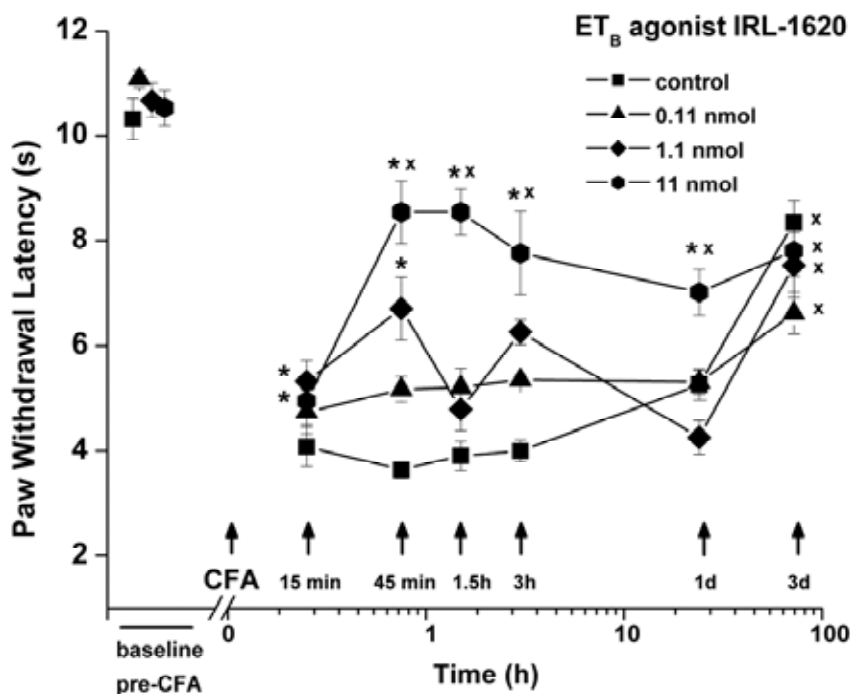 ET_B agonist IRL-1620
control
0.11 nmol
1.1 nmol
11 nmol
Paw Withdrawal Latency (s)
12
10
8
6
4
2
* x
* x
* x
*
* x
*
*
x
x
x
x
CFA
15 min
45 min
1.5h
3h
1d
3d
0
1
10
100
baseline
pre-CFA
Time (h)